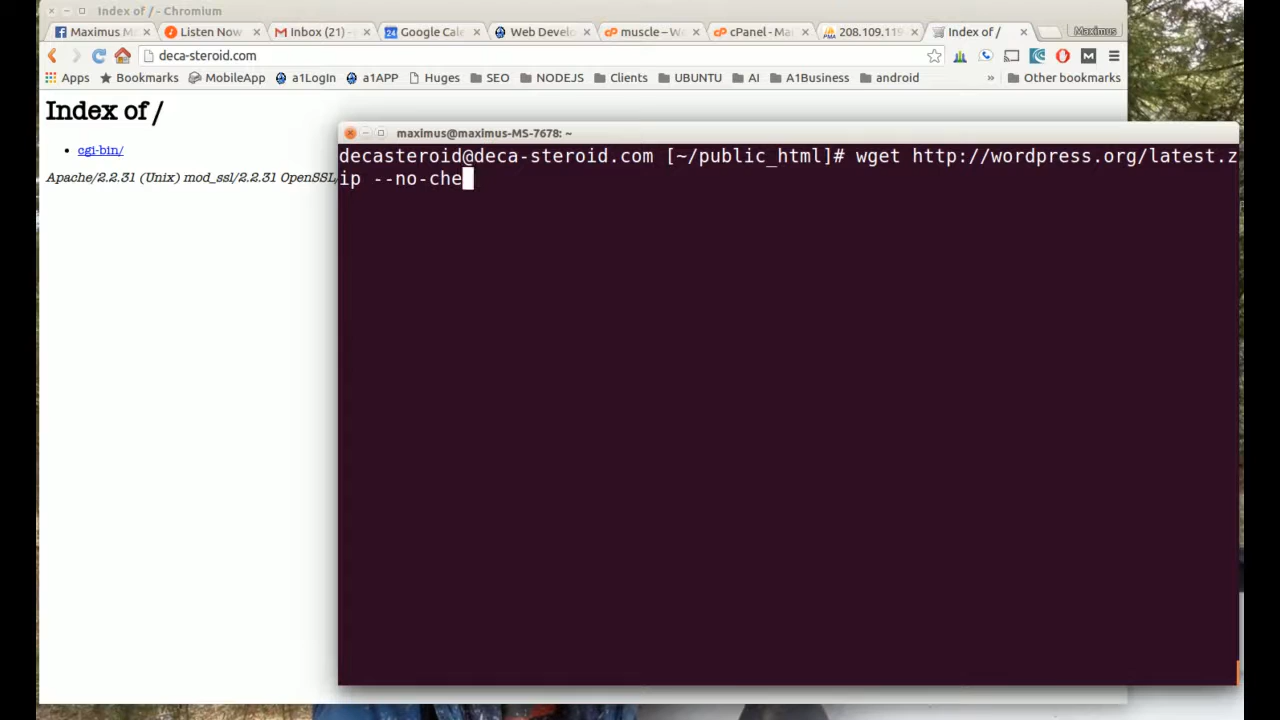 Index of / - Chromium
Maximus M
Listen Now
Inbox (21) -
Google Cale
Web Develo
muscle – W
cPanel - Ma
208.109.119
Index of /
Maximus
deca-steroid.com
Apps
Bookmarks
MobileApp
a1LogIn
a1APP
Huges
SEO
NODEJS
Clients
UBUNTU
AI
A1Business
android
»
Other bookmarks
Index of /
cgi-bin/
Apache/2.2.31 (Unix) mod_ssl/2.2.31 OpenSSL/
maximus@maximus-MS-7678: ~
decasteroid@deca-steroid.com [~/public_html]# wget http://wordpress.org/latest.z
ip --no-che